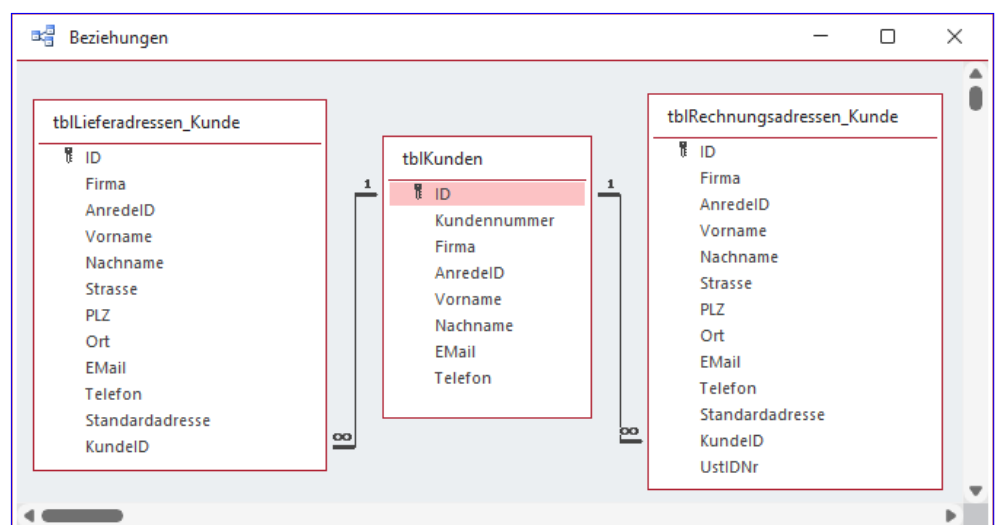 Beziehungen
tblLieferadressen_Kunde
ID
Firma
AnredeID
Vorname
Nachname
Strasse
PLZ
Ort
EMail
Telefon
Standardadresse
KundeID
∞
1
tblKunden
ID
Kundennummer
Firma
AnredeID
Vorname
Nachname
EMail
Telefon
1
∞
tblRechnungsadressen_Kunde
ID
Firma
AnredeID
Vorname
Nachname
Strasse
PLZ
Ort
EMail
Telefon
Standardadresse
KundeID
UstIDNr